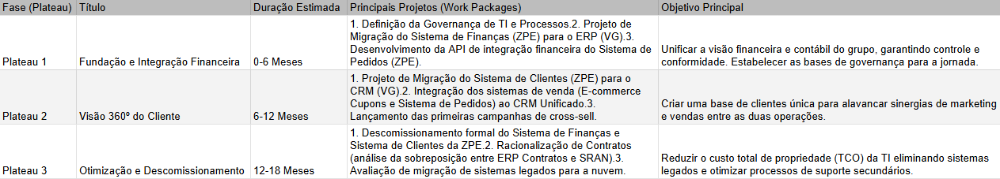 Fase (Plateau) Título Duração Estimada Principais Projetos (Work Packages) Objetivo Principal
1. Definição da Governança de TI e Processos.2. Projeto de
Migração do Sistema de Finanças (ZPE) para o ERP (VG).3.
Desenvolvimento da API de integração financeira do Sistema de
Pedidos (ZPE).
Plateau 1 Fundação e Integração Financeira 0-6 Meses
Unificar a visão financeira e contábil do grupo, garantindo controle e
conformidade. Estabelecer as bases de governança para a jornada.
1. Projeto de Migração do Sistema de Clientes (ZPE) para o
CRM (VG).2. Integração dos sistemas de venda (E-commerce
Cupons e Sistema de Pedidos) ao CRM Unificado.3.
Lançamento das primeiras campanhas de cross-sell.
Plateau 2 Visão 360º do Cliente 6-12 Meses
Criar uma base de clientes única para alavancar sinergias de marketing
e vendas entre as duas operações.
1. Descomissionamento formal do Sistema de Finanças e
Sistema de Clientes da ZPE.2. Racionalização de Contratos
(análise da sobreposição entre ERP Contratos e SRAN).3.
Avaliação de migração de sistemas legados para a nuvem.
Plateau 3 Otimização e Descomissionamento 12-18 Meses
Reduzir o custo total de propriedade (TCO) da TI eliminando sistemas
legados e otimizar processos de suporte secundários.